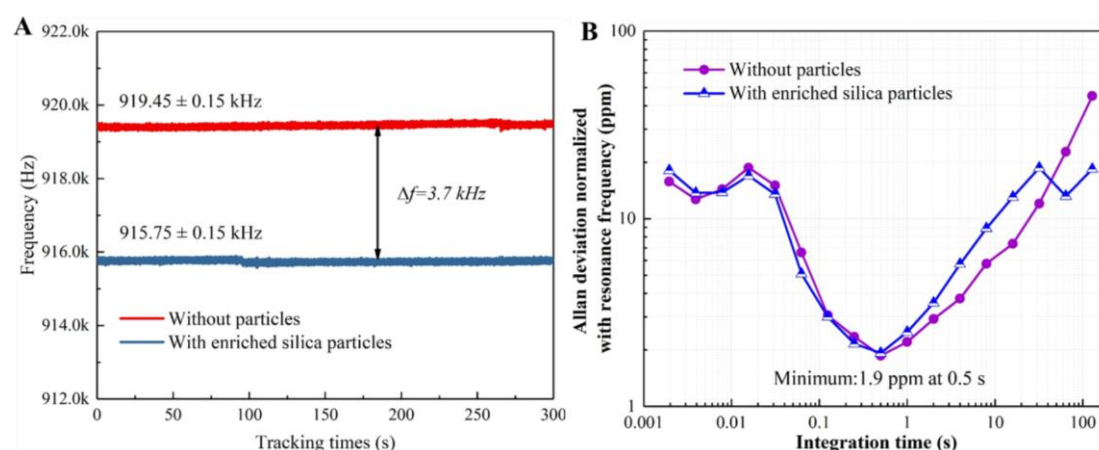 A
922.0k
920.0k
918.0k
916.0k
914.0k
912.0k
Frequency (Hz)
919.45 ± 0.15 kHz
Δf=3.7 kHz
915.75 ± 0.15 kHz
Without particles
With enriched silica particles
0 50 100 150 200 250 300
Tracking times (s)
B
100
10
1
Allan deviation normalized
with resonance frequency (ppm)
Without particles
With enriched silica particles
Minimum:1.9 ppm at 0.5 s
0.001 0.01 0.1 1 10 100
Integration time (s)